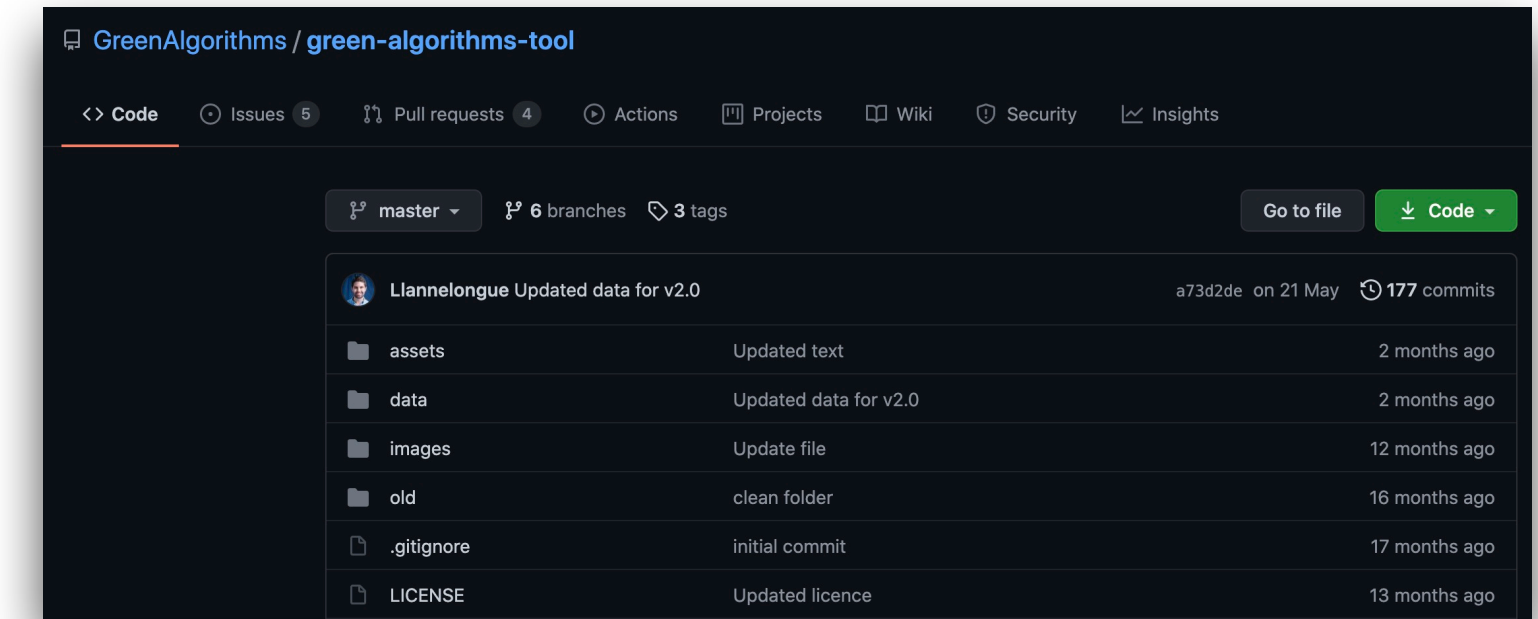 GreenAlgorithms / green-algorithms-tool
<> Code Issues 5 Pull requests 4 Actions Projects Wiki Security Insights
master 6 branches 3 tags Go to file Code
Llannelongue Updated data for v2.0 a73d2de on 21 May 177 commits
assets Updated text 2 months ago
data Updated data for v2.0 2 months ago
images Update file 12 months ago
old clean folder 16 months ago
.gitignore initial commit 17 months ago
LICENSE Updated licence 13 months ago